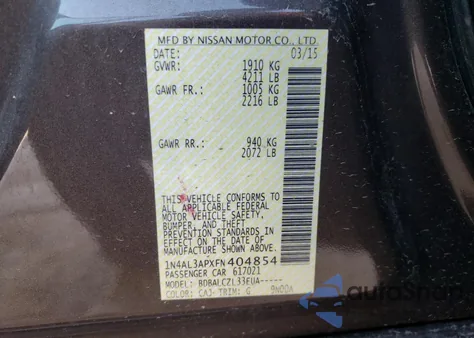 MFD BY NISSAN MOTOR CO., LTD.
DATE: 03/15
GVWR: 1910 KG
4211 LB
GAWR FR.: 1005 KG
2216 LB
GAWR RR.: 940 KG
2072 LB
THIS VEHICLE CONFORMS TO
ALL APPLICABLE FEDERAL
MOTOR VEHICLE SAFETY,
BUMPER, AND THEFT
PREVENTION STANDARDS IN
EFFECT ON THE DATE OF
MFR. SHOWN ABOVE.
1N4AL3APXFN404854
PASSENGER CAR 617021
MODEL: BDBALCZL33EUA-----
COLOR: CAJ TRIM: G